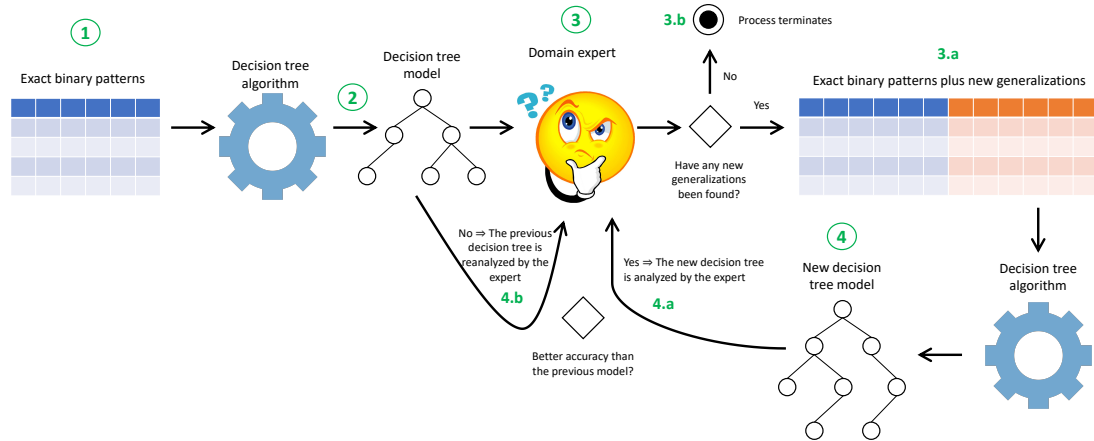 1
Exact binary patterns
Decision tree
algorithm
2
Decision tree
model
3
Domain expert
? ? ?
3.b
Process terminates
No
Yes
Have any new
generalizations
been found?
3.a
Exact binary patterns plus new generalizations
Decision tree
algorithm
4
New decision
tree model
Yes ⇒ The new decision tree
is analyzed by the expert
4.a
No ⇒ The previous
decision tree is
reanalyzed by the
expert
4.b
Better accuracy than
the previous model?